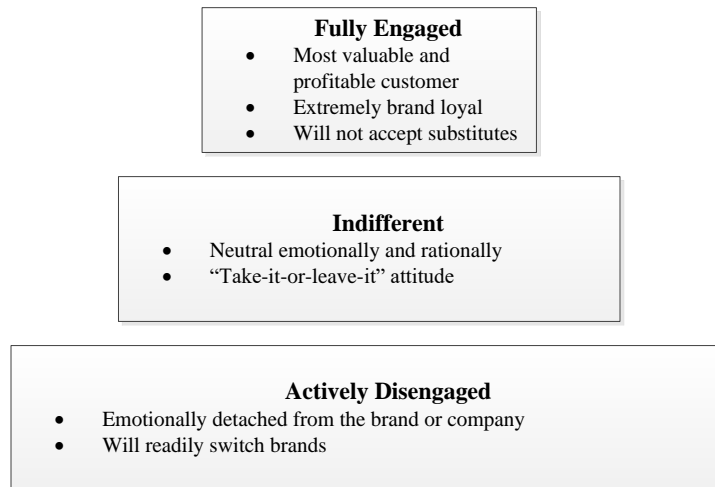 Fully Engaged
• Most valuable and
profitable customer
• Extremely brand loyal
• Will not accept substitutes
Indifferent
• Neutral emotionally and rationally
• “Take-it-or-leave-it” attitude
Actively Disengaged
• Emotionally detached from the brand or company
• Will readily switch brands